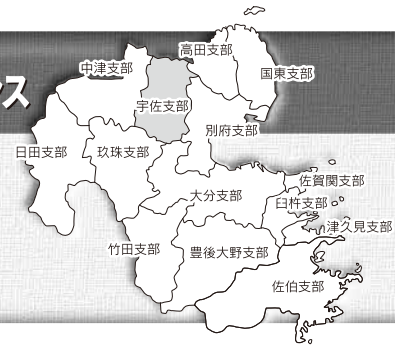 高田支部
中津支部
国東支部
ンス
宇佐支部
別府支部
日田支部
玖珠支部
佐賀関支部
大分支部
臼杵支部
津久見支部
竹田支部
豊後大野支部
佐伯支部